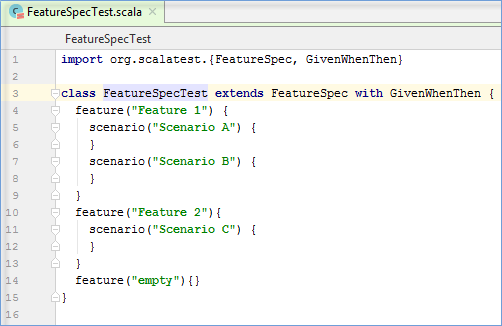 FeatureSpecTest.scala
FeatureSpecTest
1 import org.scalatest.{FeatureSpec, GivenWhenThen}
2
3 class FeatureSpecTest extends FeatureSpec with GivenWhenThen {
4 feature("Feature 1") {
5 scenario("Scenario A") {
6 }
7 scenario("Scenario B") {
8 }
9 }
10 feature("Feature 2"){
11 scenario("Scenario C") {
12 }
13 }
14 feature("empty"){}
15 }
16